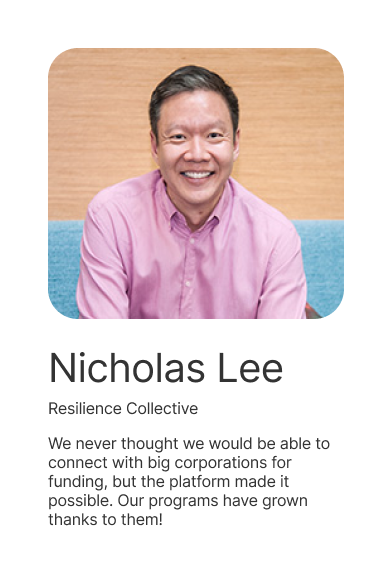 Nicholas Lee
Resilience Collective
We never thought we would be able to
connect with big corporations for
funding, but the platform made it
possible. Our programs have grown
thanks to them!